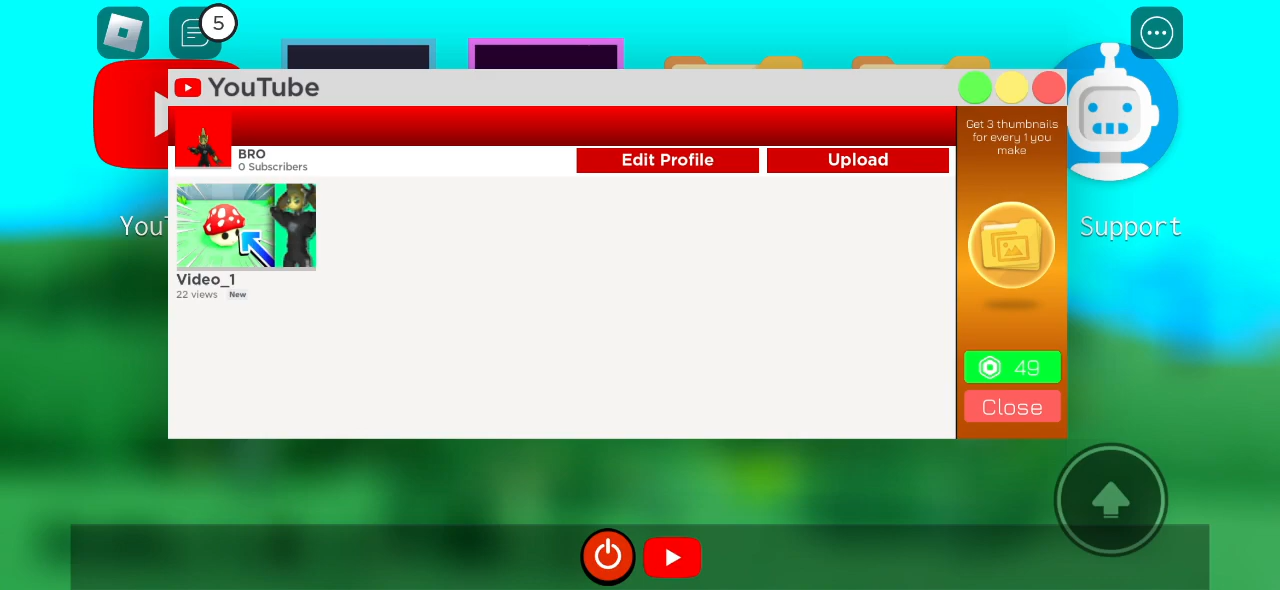 5
YouTube
Get 3 thumbnails
for every 1 you
make
BRO
0 Subscribers
Edit Profile
Upload
Video_1
22 views New
Support
49
Close